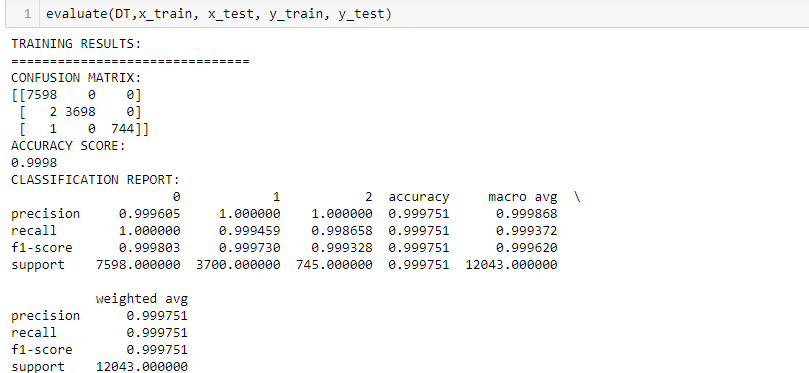 1 evaluate(DT,x_train, x_test, y_train, y_test)
TRAINING RESULTS:
===============================
CONFUSION MATRIX:
[[7598    0    0]
 [   2 3698    0]
 [   1    0  744]]
ACCURACY SCORE:
0.9998
CLASSIFICATION REPORT:
                     0            1           2  accuracy     macro avg  \
precision     0.999605     1.000000    1.000000  0.999751      0.999868
recall        1.000000     0.999459    0.998658  0.999751      0.999372
f1-score      0.999803     0.999730    0.999328  0.999751      0.999620
support    7598.000000  3700.000000  745.000000  0.999751  12043.000000
           weighted avg
precision      0.999751
recall         0.999751
f1-score       0.999751
support    12043.000000